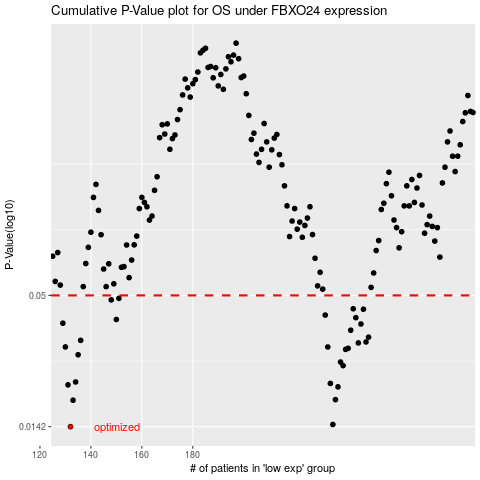 Cumulative P-Value plot for OS under FBXO24 expression
P-Value(log10)
0.05
0.0142
optimized
120 140 160 180
# of patients in 'low exp' group